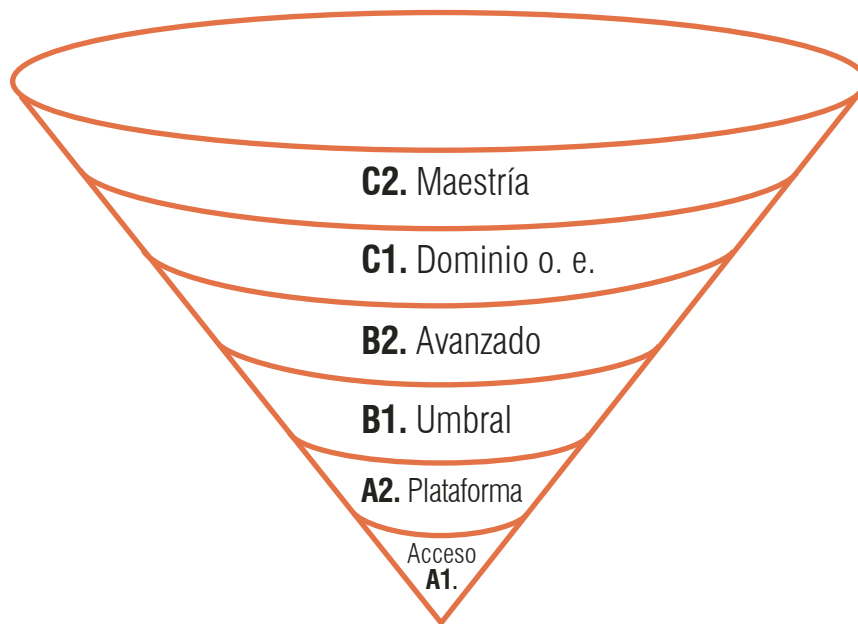 C2. Maestría
C1. Dominio o. e.
B2. Avanzado
B1. Umbral
A2. Plataforma
Acceso
A1.